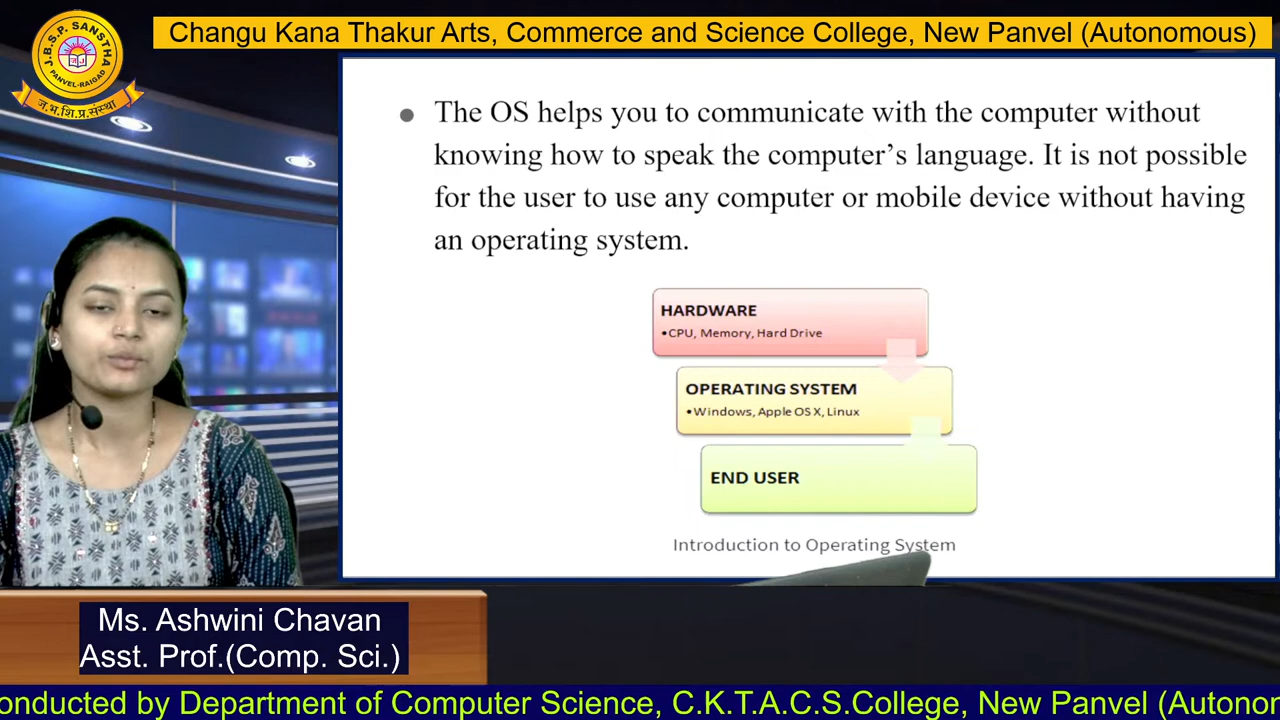 J.B.S.P. SANSTHA
PANVEL-RAIGAD
ज.भ.शि.प्र.संस्था
Changu Kana Thakur Arts, Commerce and Science College, New Panvel (Autonomous)
• The OS helps you to communicate with the computer without
knowing how to speak the computer’s language. It is not possible
for the user to use any computer or mobile device without having
an operating system.
HARDWARE
•CPU, Memory, Hard Drive
OPERATING SYSTEM
•Windows, Apple OS X, Linux
END USER
Introduction to Operating System
Ms. Ashwini Chavan
Asst. Prof.(Comp. Sci.)
onducted by Department of Computer Science, C.K.T.A.C.S.College, New Panvel (Autonor